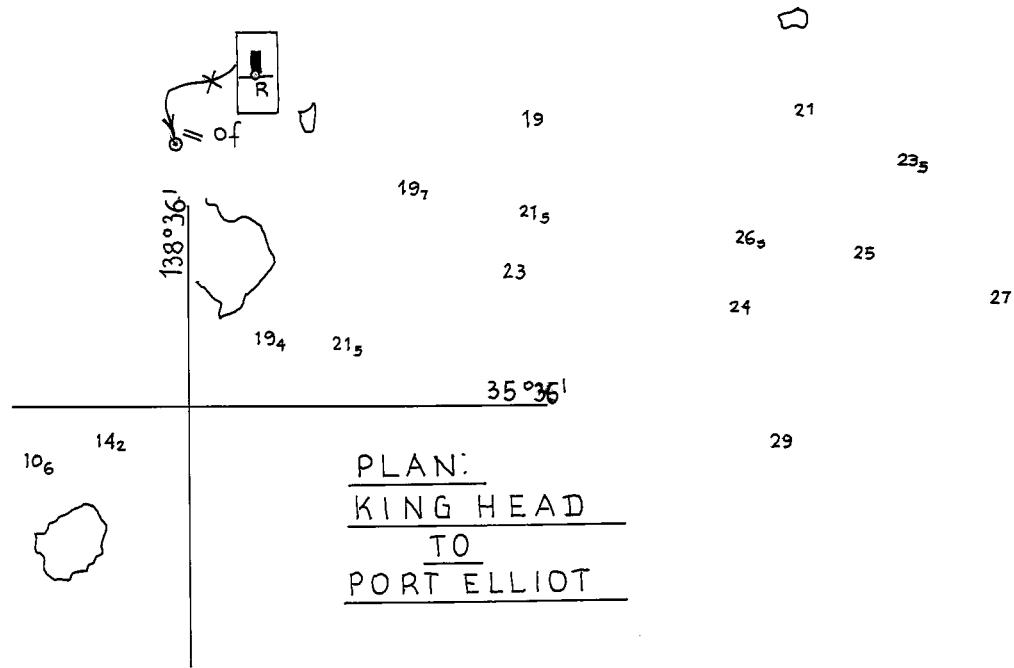 R
Of
19
21
23₅
19₇
21₅
26₅
25
23
138°36'
24
27
19₄
21₅
35°36'
29
14₂
10₆
PLAN:
KING HEAD
TO
PORT ELLIOT